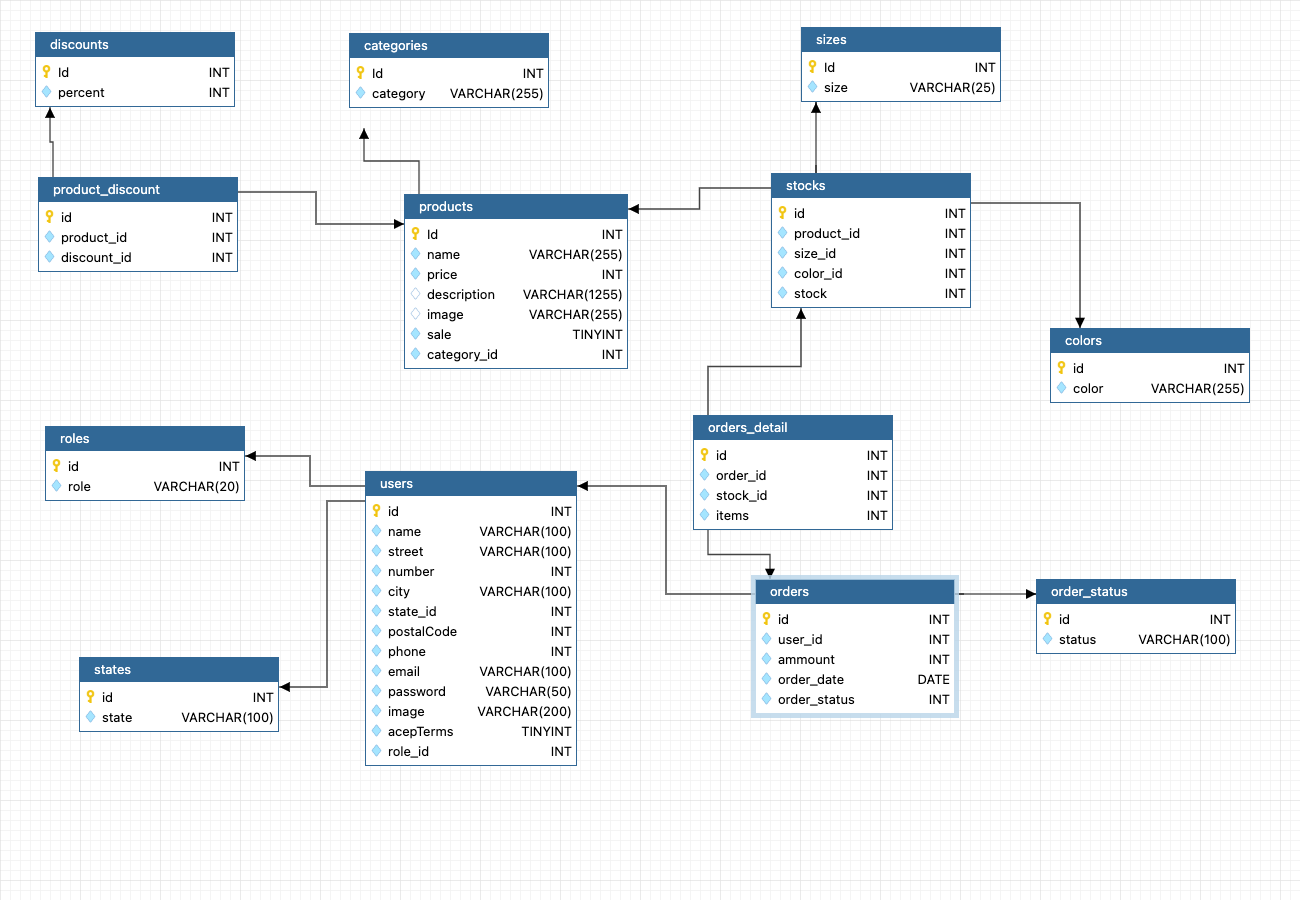 discounts
Id INT
percent INT
categories
Id INT
category VARCHAR(255)
sizes
Id INT
size VARCHAR(25)
product_discount
id INT
product_id INT
discount_id INT
products
Id INT
name VARCHAR(255)
price INT
description VARCHAR(1255)
image VARCHAR(255)
sale TINYINT
category_id INT
stocks
id INT
product_id INT
size_id INT
color_id INT
stock INT
colors
id INT
color VARCHAR(255)
roles
id INT
role VARCHAR(20)
users
id INT
name VARCHAR(100)
street VARCHAR(100)
number INT
city VARCHAR(100)
state_id INT
postalCode INT
phone INT
email VARCHAR(100)
password VARCHAR(50)
image VARCHAR(200)
acepTerms TINYINT
role_id INT
orders_detail
id INT
order_id INT
stock_id INT
items INT
orders
id INT
user_id INT
ammount INT
order_date DATE
order_status INT
order_status
id INT
status VARCHAR(100)
states
id INT
state VARCHAR(100)